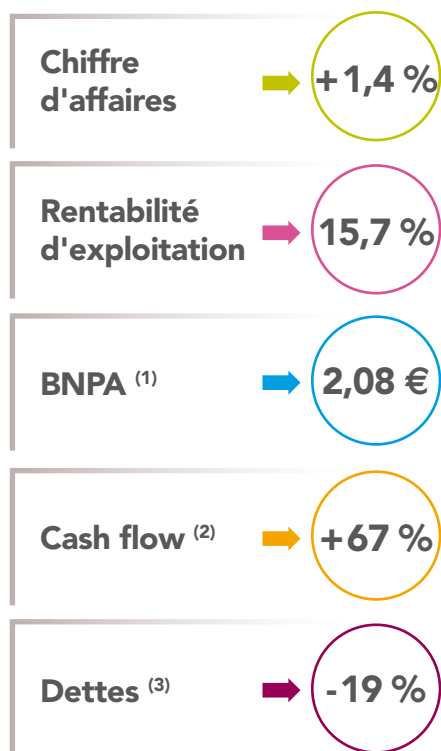 Chiffre
d'affaires
+1,4 %
Rentabilité
d'exploitation
15,7 %
BNPA (1)
2,08 €
Cash flow (2)
+67 %
Dettes (3)
-19 %